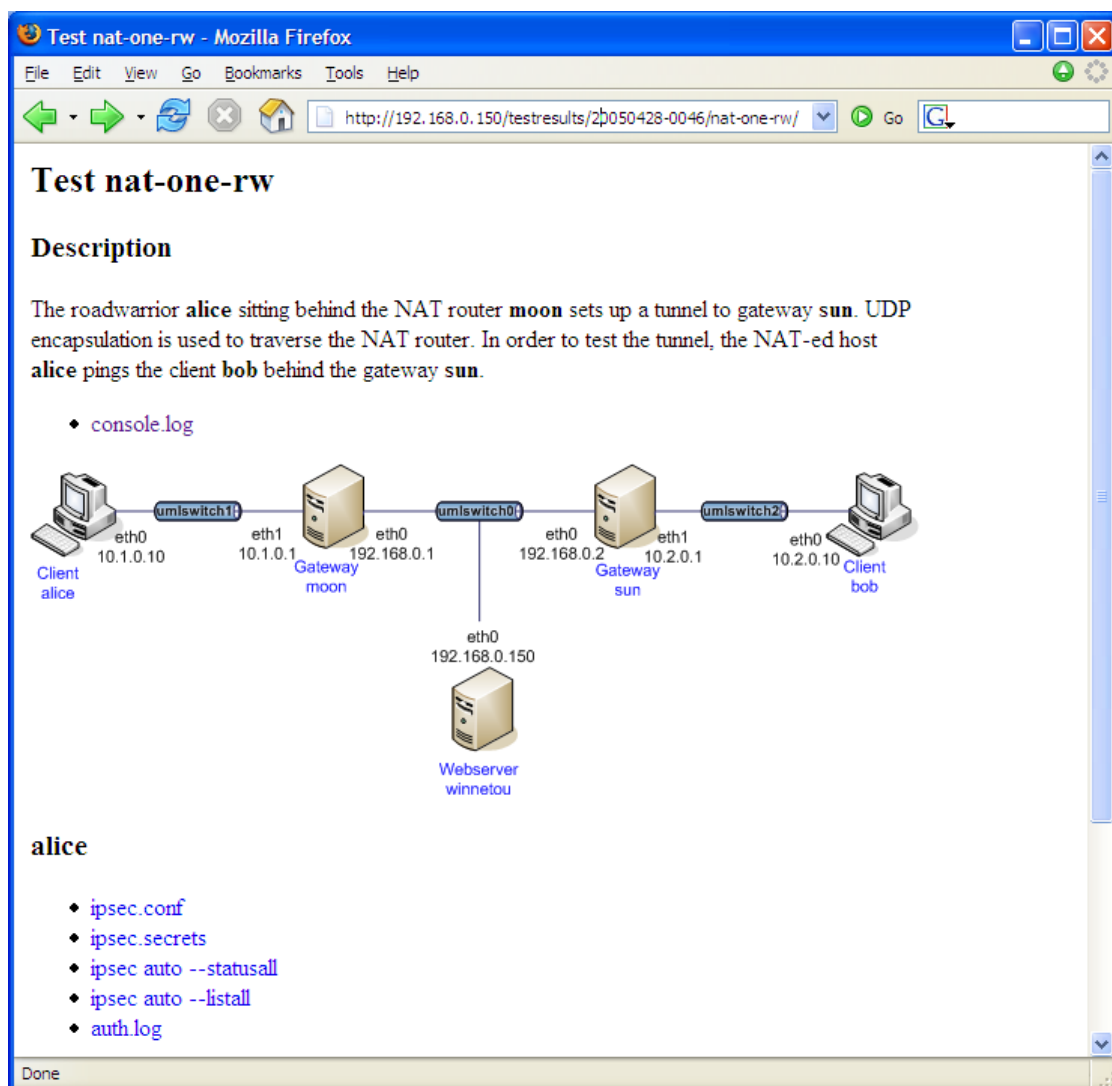 Test nat-one-rw - Mozilla Firefox
File Edit View Go Bookmarks Tools Help
http://192.168.0.150/testresults/20050428-0046/nat-one-rw/ Go G
Test nat-one-rw
Description
The roadwarrior alice sitting behind the NAT router moon sets up a tunnel to gateway sun. UDP
encapsulation is used to traverse the NAT router. In order to test the tunnel, the NAT-ed host
alice pings the client bob behind the gateway sun.
console.log
umlswitch1 umlswitch0 umlswitch2
eth0 eth1 eth0 eth0 eth1 eth0
10.1.0.10 10.1.0.1 192.168.0.1 192.168.0.2 10.2.0.1 10.2.0.10
Client Gateway Gateway Client
alice moon sun bob
eth0
192.168.0.150
Webserver
winnetou
alice
ipsec.conf
ipsec.secrets
ipsec auto --statusall
ipsec auto --listall
auth.log
Done